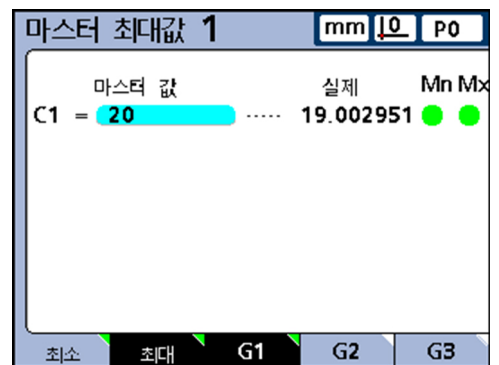 마스터 최대값 1 mm 0 P0
마스터 값 실제 Mn Mx
C1 = 20 ..... 19.002951
최소 최대 G1 G2 G3